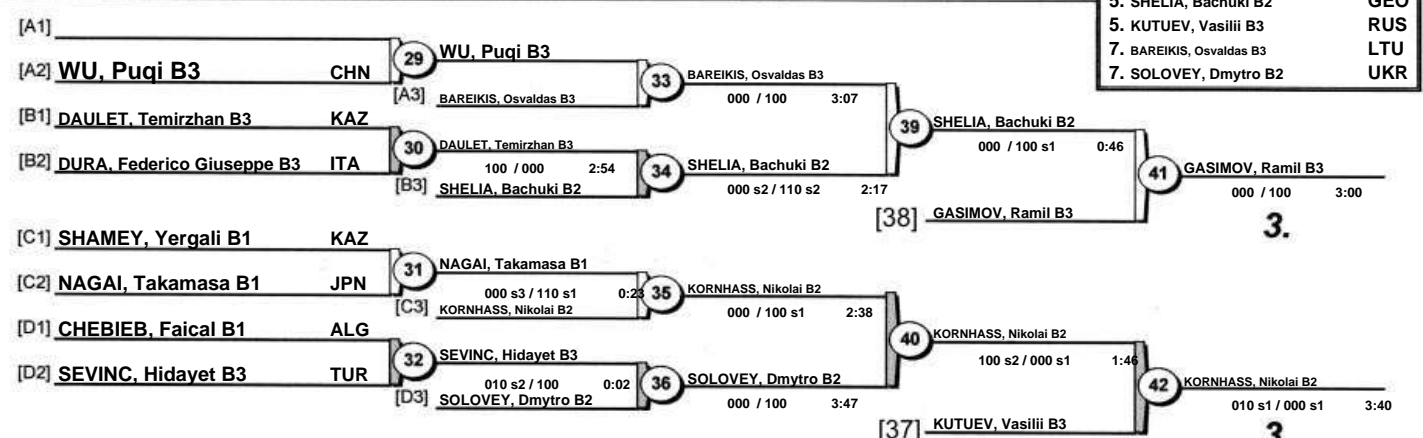 5. SHELIA, Bachuki B2 GEO
5. KUTUEV, Vasilii B3 RUS
7. BAREIKIS, Osvaldas B3 LTU
7. SOLOVEY, Dmytro B2 UKR
[A1]
[A2] WU, Puqi B3 CHN
29
WU, Puqi B3
[A3] BAREIKIS, Osvaldas B3
33
BAREIKIS, Osvaldas B3
000 / 100 3:07
[B1] DAULET, Temirzhan B3 KAZ
[B2] DURA, Federico Giuseppe B3 ITA
30
DAULET, Temirzhan B3
100 / 000 2:54
[B3] SHELIA, Bachuki B2
34
SHELIA, Bachuki B2
000 s2 / 110 s2 2:17
39
SHELIA, Bachuki B2
000 / 100 s1 0:46
[38] GASIMOV, Ramil B3
41
GASIMOV, Ramil B3
000 / 100 3:00
3.
[C1] SHAMEY, Yergali B1 KAZ
[C2] NAGAI, Takamasa B1 JPN
31
NAGAI, Takamasa B1
000 s3 / 110 s1 0:23
[C3] KORNHASS, Nikolai B2
35
KORNHASS, Nikolai B2
000 / 100 s1 2:38
[D1] CHEBIEB, Faical B1 ALG
[D2] SEVINC, Hidayet B3 TUR
32
SEVINC, Hidayet B3
010 s2 / 100 0:02
[D3] SOLOVEY, Dmytro B2
36
SOLOVEY, Dmytro B2
000 / 100 3:47
40
KORNHASS, Nikolai B2
100 s2 / 000 s1 1:46
[37] KUTUEV, Vasilii B3
42
KORNHASS, Nikolai B2
010 s1 / 000 s1 3:40
3